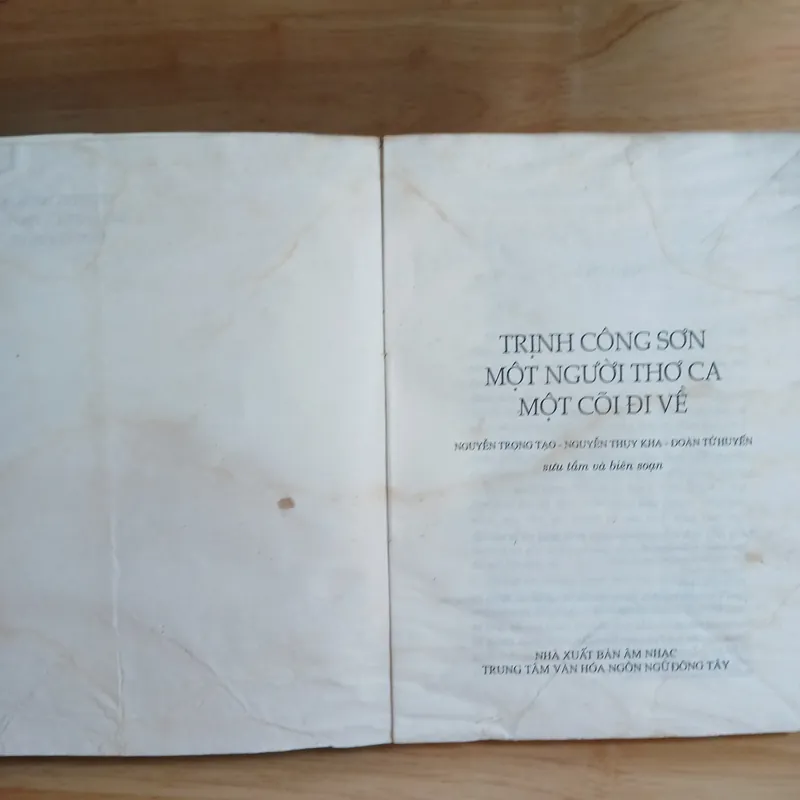 TRỊNH CÔNG SƠN
MỘT NGƯỜI THƠ CA
MỘT CÕI ĐI VỀ
NGUYỄN TRỌNG TẠO - NGUYỄN THỤY KHA - ĐOÀN TỬ HUYẾN
sưu tầm và biên soạn
NHÀ XUẤT BẢN ÂM NHẠC
TRUNG TÂM VĂN HÓA NGÔN NGỮ ĐÔNG TÂY